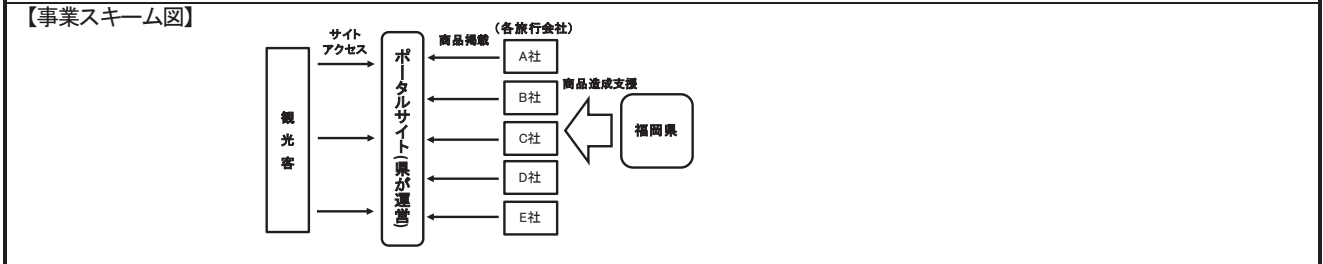 【事業スキーム図】
サイト
アクセス
観光客
ポータルサイト(県が運営)
商品掲載
(各旅行会社)
A社
B社
C社
D社
E社
商品造成支援
福岡県